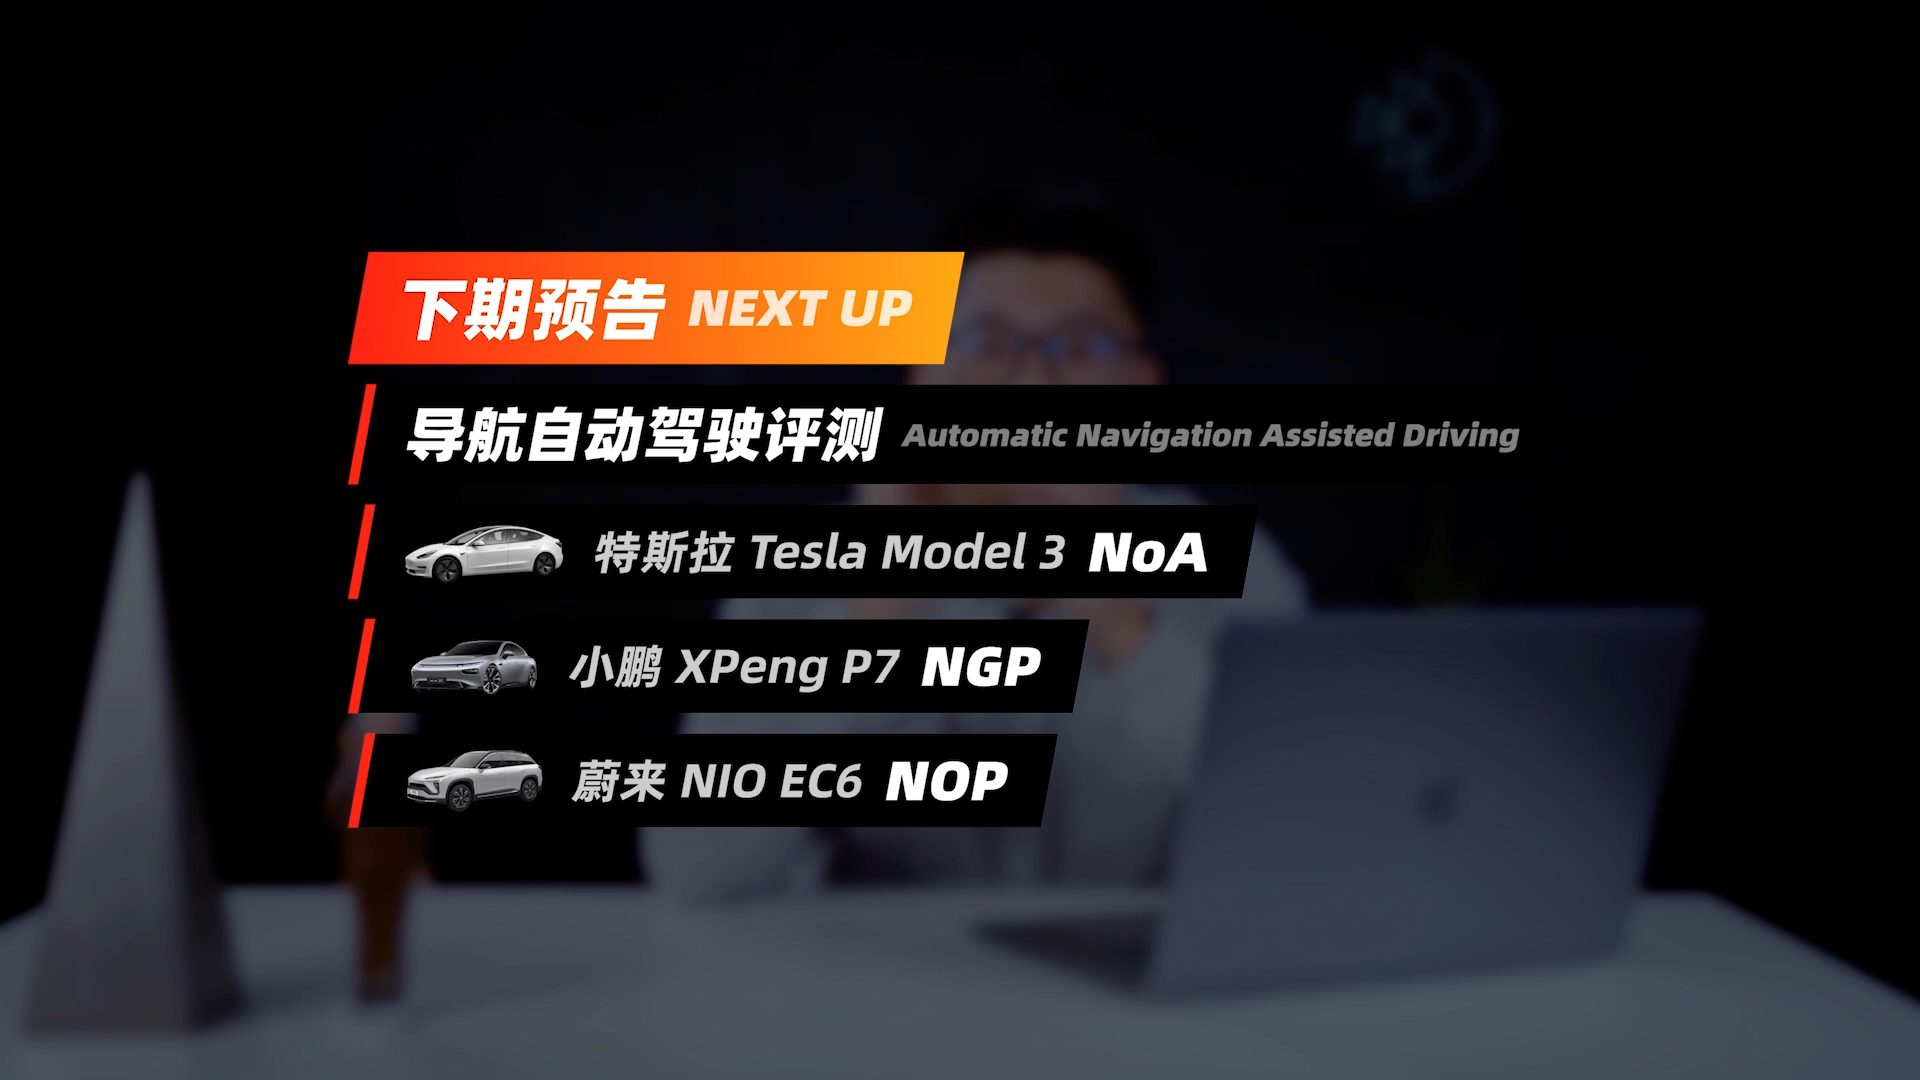 下期预告 NEXT UP
导航自动驾驶评测 Automatic Navigation Assisted Driving
特斯拉 Tesla Model 3 NoA
小鹏 XPeng P7 NGP
蔚来 NIO EC6 NOP